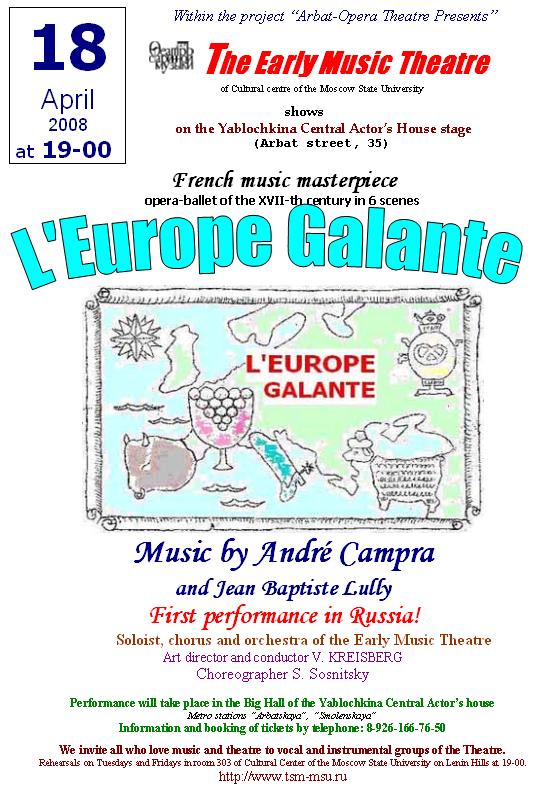 Within the project “Arbat-Opera Theatre Presents”
18
April
2008
at 19-00
Театр
старинной
музыки
The Early Music Theatre
of Cultural centre of the Moscow State University
shows
on the Yablochkina Central Actor’s House stage
(Arbat street, 35)
French music masterpiece
opera-ballet of the XVII-th century in 6 scenes
L'Europe Galante
L'EUROPE
GALANTE
Music by André Campra
and Jean Baptiste Lully
First performance in Russia!
Soloist, chorus and orchestra of the Early Music Theatre
Art director and conductor V. KREISBERG
Choreographer S. Sosnitsky
Performance will take place in the Big Hall of the Yablochkina Central Actor’s house
Metro stations “Arbatskaya”, “Smolenskaya”
Information and booking of tickets by telephone: 8-926-166-76-50
We invite all who love music and theatre to vocal and instrumental groups of the Theatre.
Rehearsals on Tuesdays and Fridays in room 303 of Cultural Center of the Moscow State University on Lenin Hills at 19-00.
http://www.tsm-msu.ru